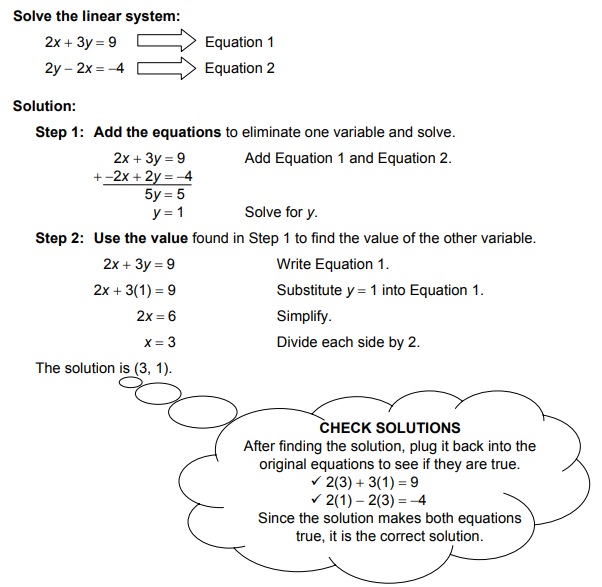 Solve the linear system:
2x + 3y = 9 Equation 1
2y – 2x = –4 Equation 2
Solution:
Step 1: Add the equations to eliminate one variable and solve.
2x + 3y = 9 Add Equation 1 and Equation 2.
+ –2x + 2y = –4
5y = 5
y = 1 Solve for y.
Step 2: Use the value found in Step 1 to find the value of the other variable.
2x + 3y = 9 Write Equation 1.
2x + 3(1) = 9 Substitute y = 1 into Equation 1.
2x = 6 Simplify.
x = 3 Divide each side by 2.
The solution is (3, 1).
CHECK SOLUTIONS
After finding the solution, plug it back into the
original equations to see if they are true.
✓ 2(3) + 3(1) = 9
✓ 2(1) – 2(3) = –4
Since the solution makes both equations
true, it is the correct solution.